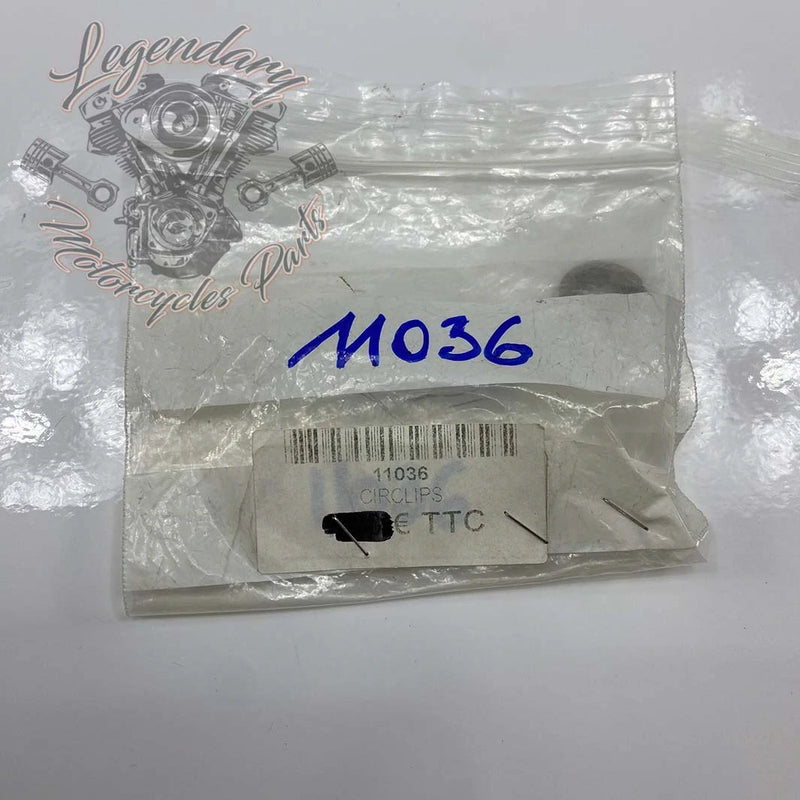 Legendary
Motorcycles Parts
11036
11036
CIRCLIPS
€ TTC